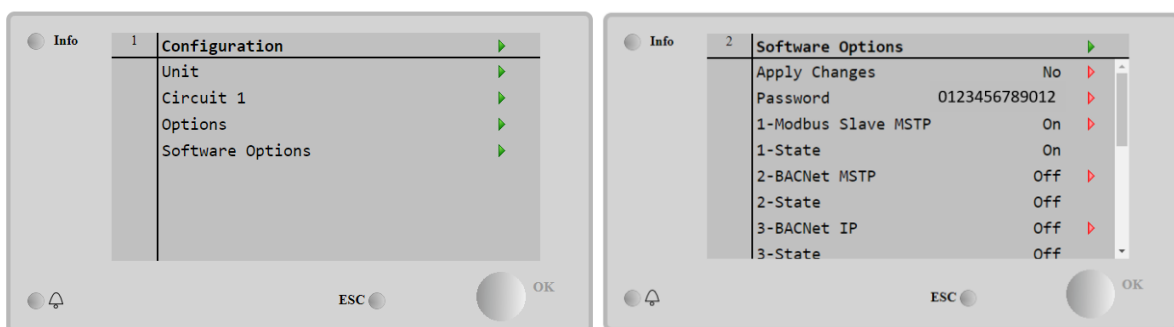 Info
1 Configuration
Unit
Circuit 1
Options
Software Options
ESC
OK
Info
2 Software Options
Apply Changes No
Password 0123456789012
1-Modbus Slave MSTP On
1-State On
2-BACNet MSTP Off
2-State Off
3-BACNet IP Off
3-State Off
ESC
OK